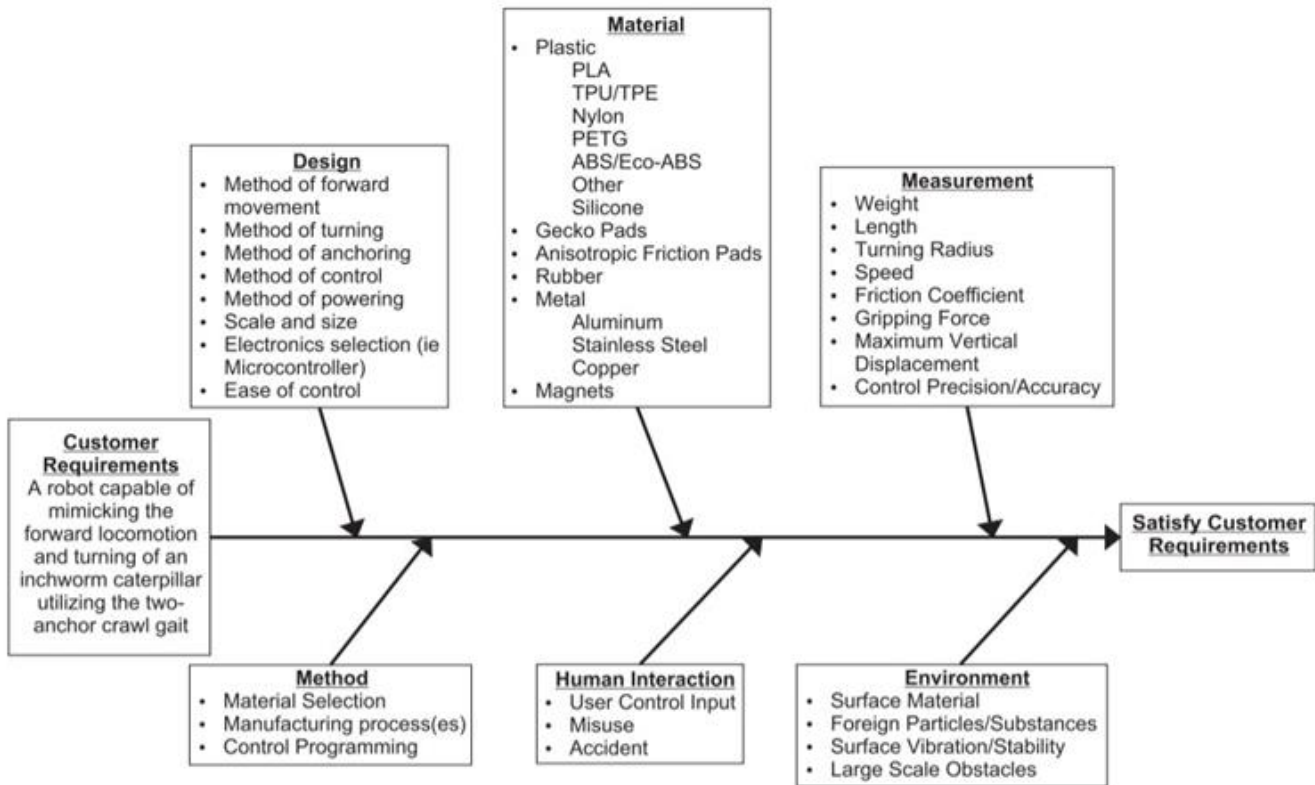 Material
• Plastic
PLA
TPU/TPE
Nylon
PETG
ABS/Eco-ABS
Other
Silicone
• Gecko Pads
• Anisotropic Friction Pads
• Rubber
• Metal
Aluminum
Stainless Steel
Copper
• Magnets
Design
• Method of forward
movement
• Method of turning
• Method of anchoring
• Method of control
• Method of powering
• Scale and size
• Electronics selection (ie
Microcontroller)
• Ease of control
Measurement
• Weight
• Length
• Turning Radius
• Speed
• Friction Coefficient
• Gripping Force
• Maximum Vertical
Displacement
• Control Precision/Accuracy
Customer
Requirements
A robot capable of
mimicking the
forward locomotion
and turning of an
inchworm caterpillar
utilizing the two-
anchor crawl gait
Satisfy Customer
Requirements
Method
• Material Selection
• Manufacturing process(es)
• Control Programming
Human Interaction
• User Control Input
• Misuse
• Accident
Environment
• Surface Material
• Foreign Particles/Substances
• Surface Vibration/Stability
• Large Scale Obstacles